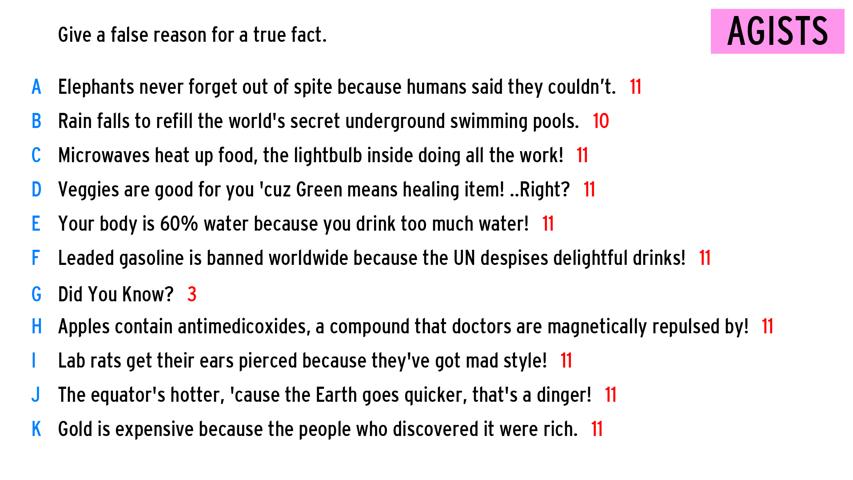 Give a false reason for a true fact.
AGISTS
A Elephants never forget out of spite because humans said they couldn't. 11
B Rain falls to refill the world's secret underground swimming pools. 10
C Microwaves heat up food, the lightbulb inside doing all the work! 11
D Veggies are good for you 'cuz Green means healing item! ..Right? 11
E Your body is 60% water because you drink too much water! 11
F Leaded gasoline is banned worldwide because the UN despises delightful drinks! 11
G Did You Know? 3
H Apples contain antimedicoxides, a compound that doctors are magnetically repulsed by! 11
I Lab rats get their ears pierced because they've got mad style! 11
J The equator's hotter, 'cause the Earth goes quicker, that's a dinger! 11
K Gold is expensive because the people who discovered it were rich. 11